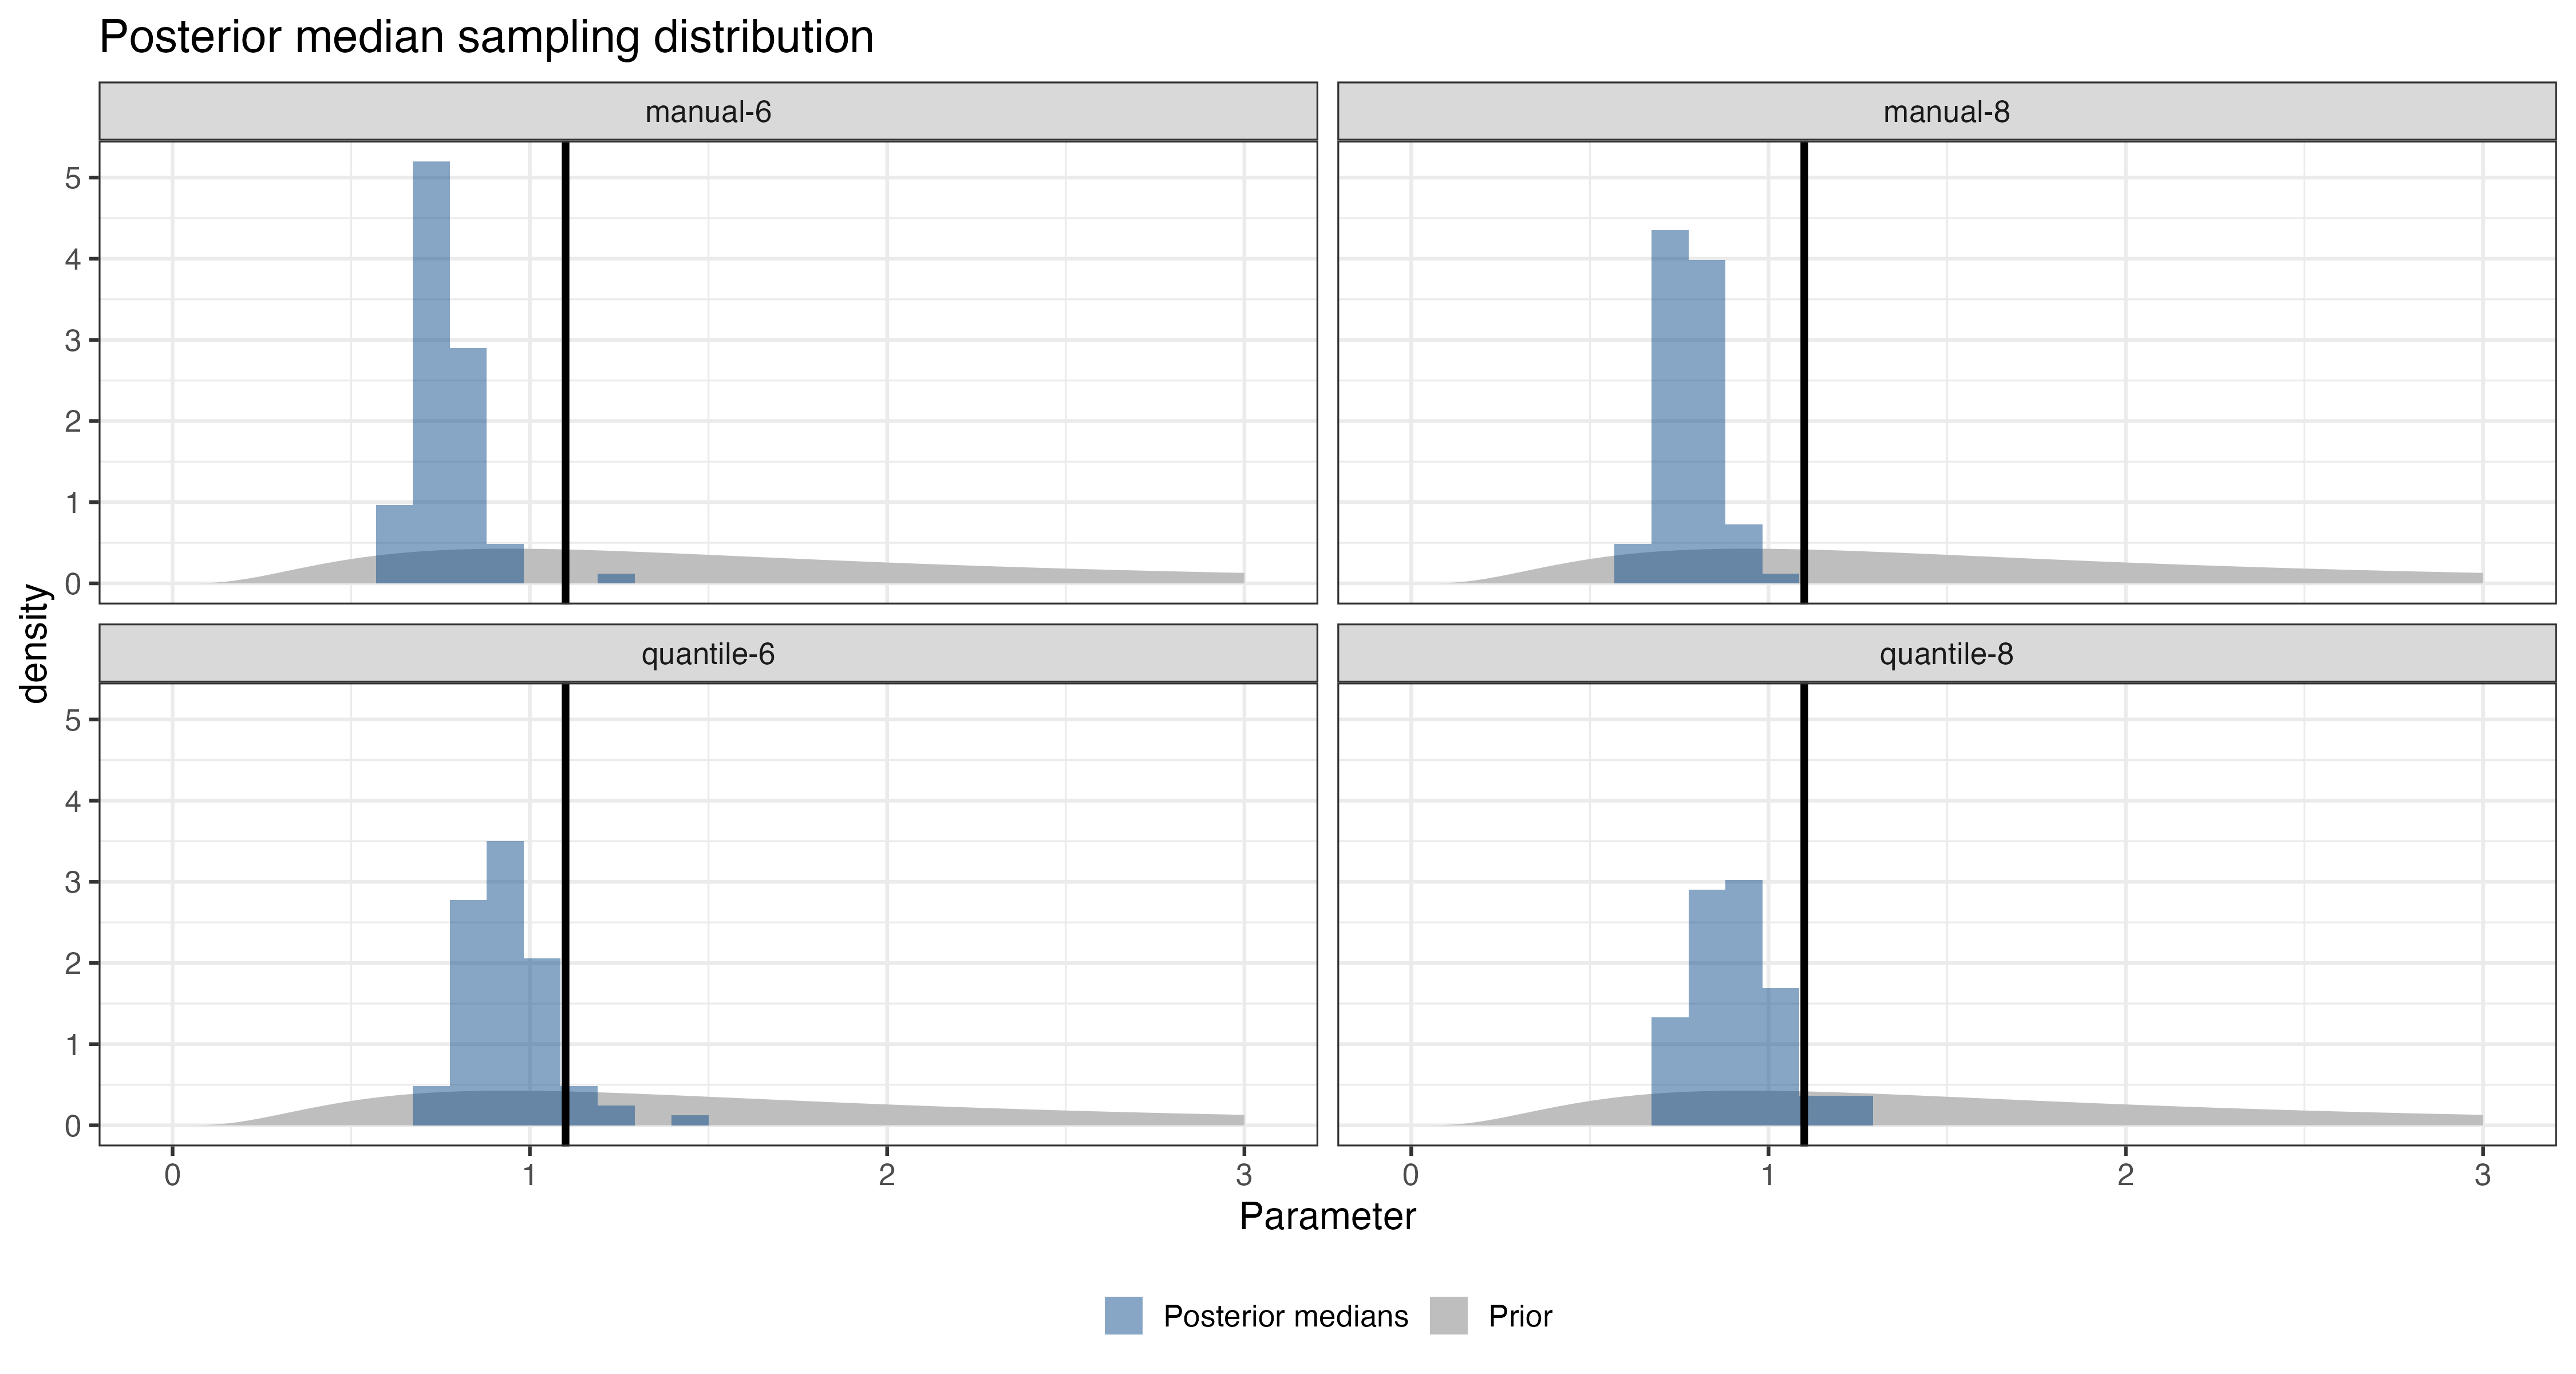 Posterior median sampling distribution
manual-6
manual-8
5
4
3
2
1
0
quantile-6
quantile-8
5
4
3
2
1
0
density
0 1 2 3
0 1 2 3
Parameter
Posterior medians
Prior